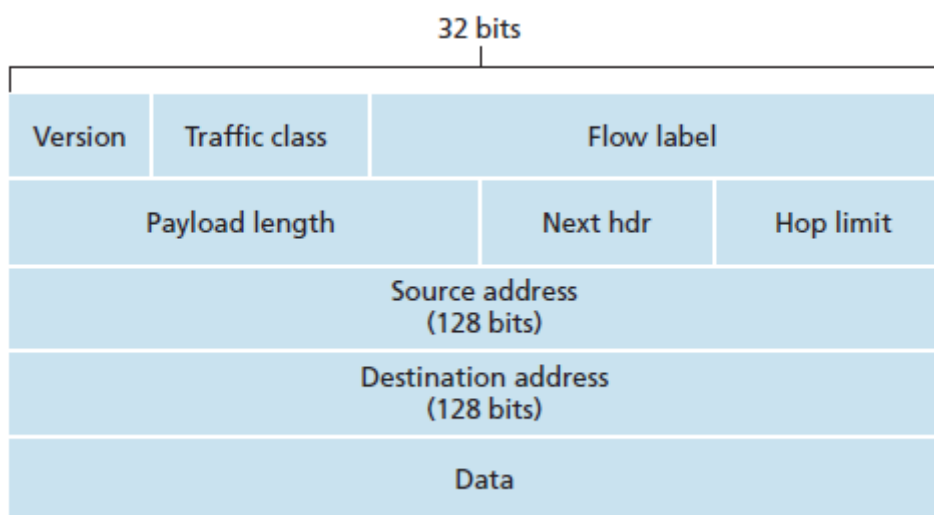 32 bits
Version Traffic class Flow label
Payload length Next hdr Hop limit
Source address
(128 bits)
Destination address
(128 bits)
Data